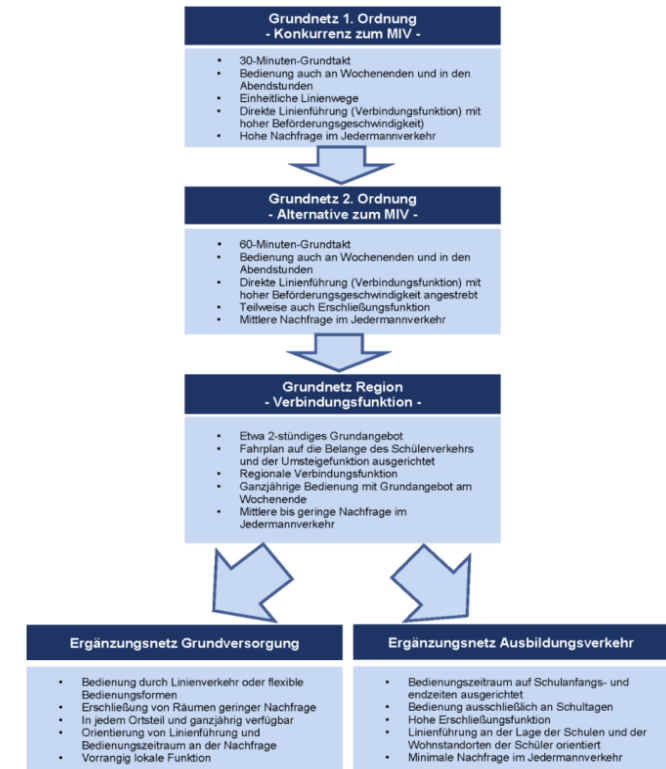 Grundnetz 1. Ordnung
- Konkurrenz zum MIV -
• 30-Minuten-Grundtakt
• Bedienung auch an Wochenenden und in den
Abendstunden
• Einheitliche Linienwege
• Direkte Linienführung (Verbindungsfunktion) mit
hoher Beförderungsgeschwindigkeit)
• Hohe Nachfrage im Jedermannverkehr
Grundnetz 2. Ordnung
- Alternative zum MIV -
• 60-Minuten-Grundtakt
• Bedienung auch an Wochenenden und in den
Abendstunden
• Direkte Linienführung (Verbindungsfunktion) mit
hoher Beförderungsgeschwindigkeit angestrebt
• Teilweise auch Erschließungsfunktion
• Mittlere Nachfrage im Jedermannverkehr
Grundnetz Region
- Verbindungsfunktion -
• Etwa 2-stündiges Grundangebot
• Fahrplan auf die Belange des Schülerverkehrs
und der Umsteigefunktion ausgerichtet
• Regionale Verbindungsfunktion
• Ganzjährige Bedienung mit Grundangebot am
Wochenende
• Mittlere bis geringe Nachfrage im
Jedermannverkehr
Ergänzungsnetz Grundversorgung
• Bedienung durch Linienverkehr oder flexible
Bedienungsformen
• Erschließung von Räumen geringer Nachfrage
• In jedem Ortsteil und ganzjährig verfügbar
• Orientierung von Linienführung und
Bedienungszeitraum an der Nachfrage
• Vorrangig lokale Funktion
Ergänzungsnetz Ausbildungsverkehr
• Bedienungszeitraum auf Schulanfangs- und
endzeiten ausgerichtet
• Bedienung ausschließlich an Schultagen
• Hohe Erschließungsfunktion
• Linienführung an der Lage der Schulen und der
Wohnstandorten der Schüler orientiert
• Minimale Nachfrage im Jedermannverkehr